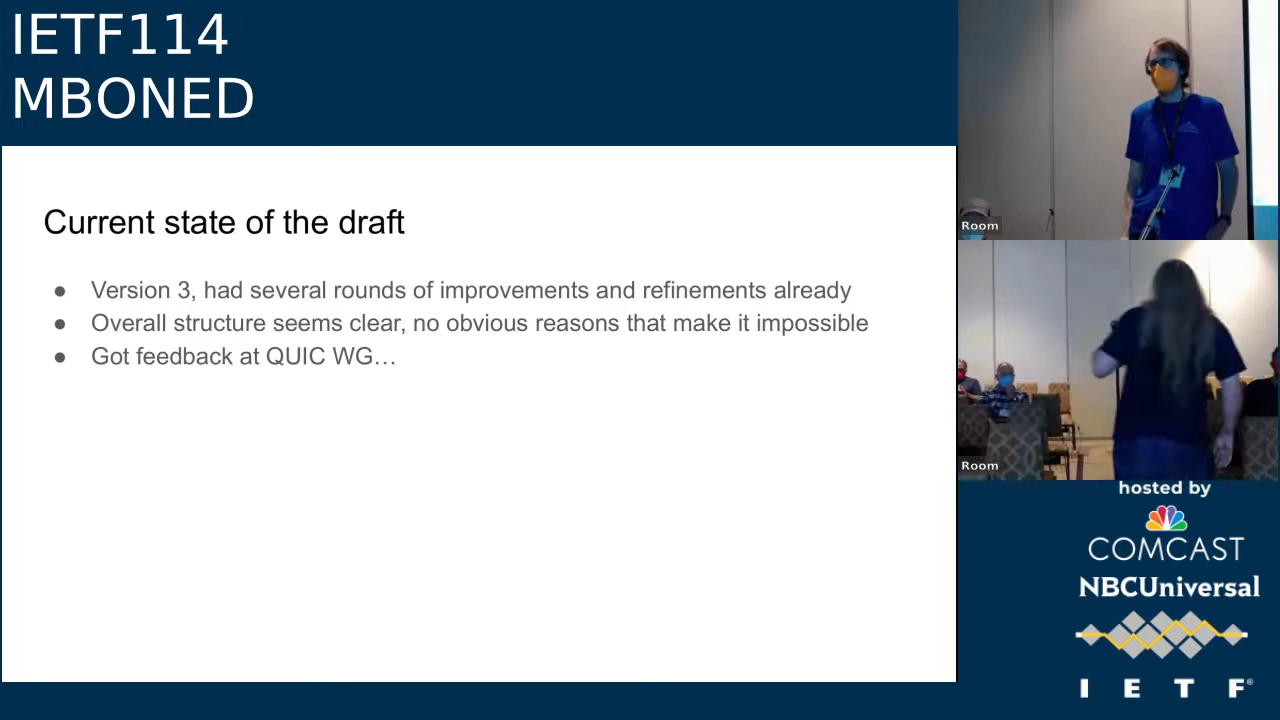 IETF114
MBONED
Current state of the draft
● Version 3, had several rounds of improvements and refinements already
● Overall structure seems clear, no obvious reasons that make it impossible
● Got feedback at QUIC WG…
Room
Room
hosted by
COMCAST
NBCUniversal
I E T F®